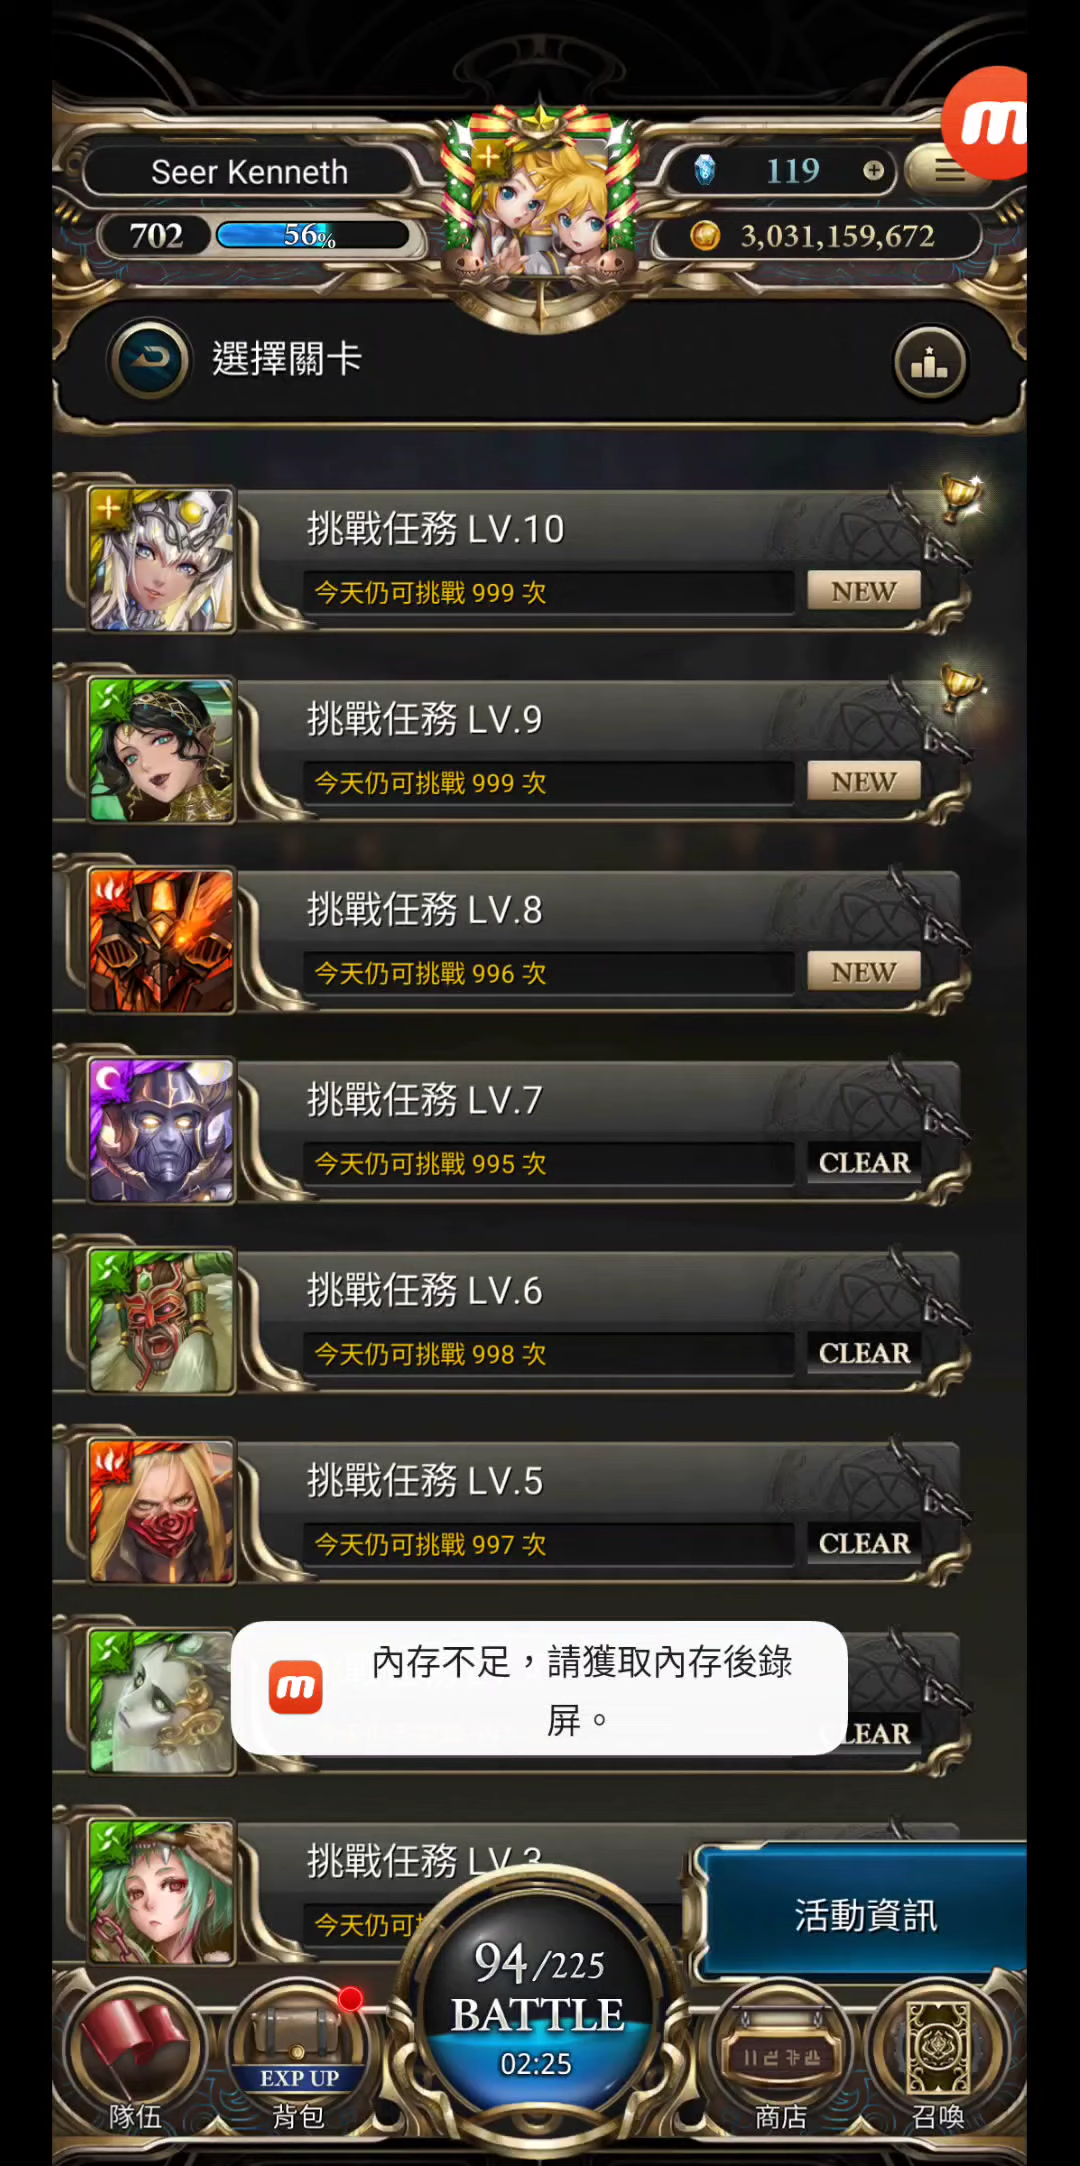 Seer Kenneth
119
702
56%
3,031,159,672
選擇關卡
挑戰任務 LV.10
今天仍可挑戰 999 次
NEW
挑戰任務 LV.9
今天仍可挑戰 999 次
NEW
挑戰任務 LV.8
今天仍可挑戰 996 次
NEW
挑戰任務 LV.7
今天仍可挑戰 995 次
CLEAR
挑戰任務 LV.6
今天仍可挑戰 998 次
CLEAR
挑戰任務 LV.5
今天仍可挑戰 997 次
CLEAR
內存不足，請獲取內存後錄
屏。
CLEAR
挑戰任務 LV.3
今天仍可
活動資訊
94/225
BATTLE
02:25
EXP UP
隊伍
背包
商店
召喚